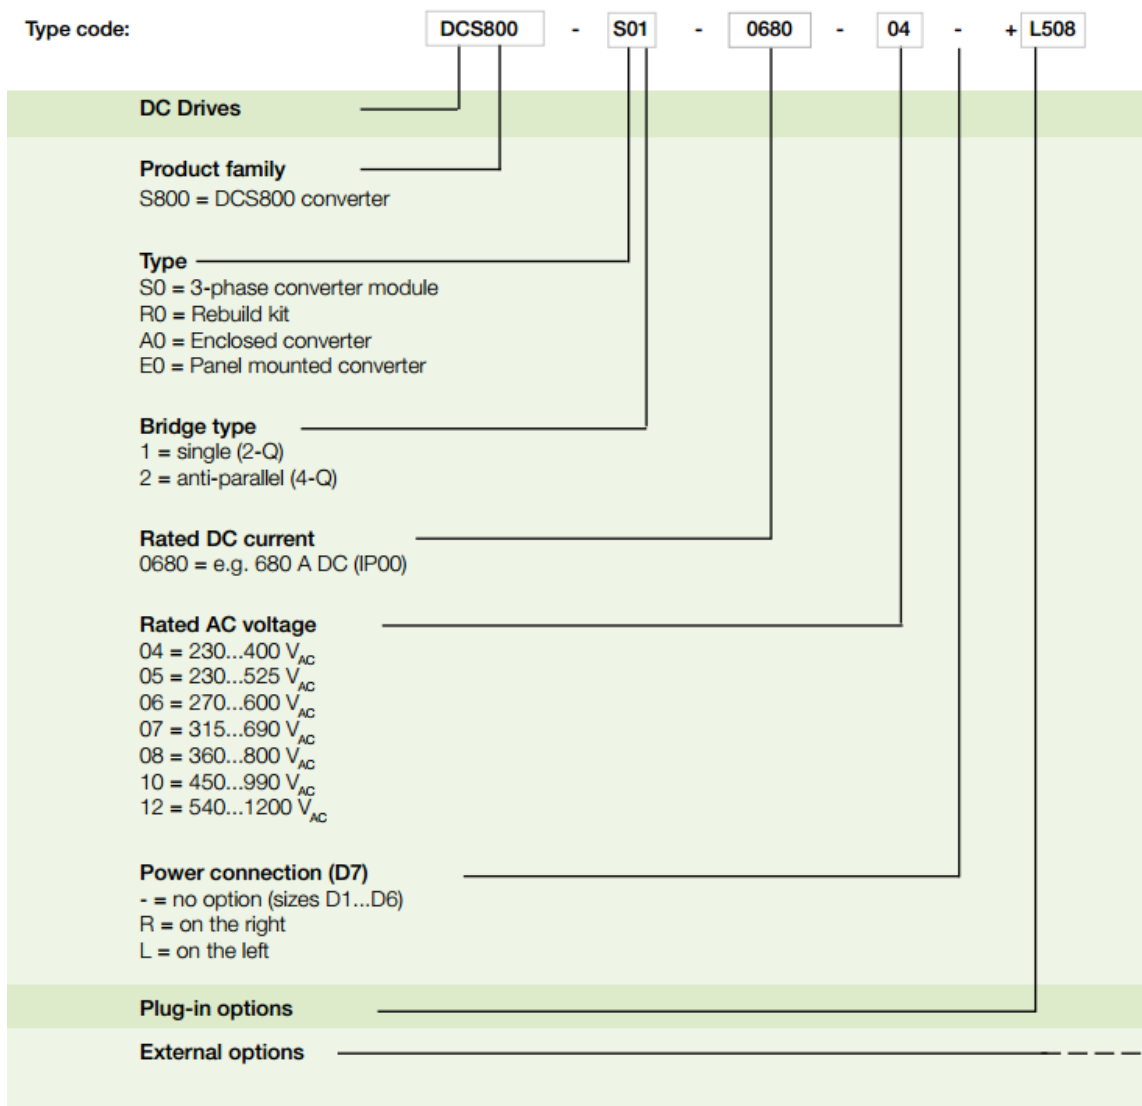 Type code: DCS800 - S01 - 0680 - 04 - + L508
DC Drives
Product family
S800 = DCS800 converter
Type
S0 = 3-phase converter module
R0 = Rebuild kit
A0 = Enclosed converter
E0 = Panel mounted converter
Bridge type
1 = single (2-Q)
2 = anti-parallel (4-Q)
Rated DC current
0680 = e.g. 680 A DC (IP00)
Rated AC voltage
04 = 230...400 VAC
05 = 230...525 VAC
06 = 270...600 VAC
07 = 315...690 VAC
08 = 360...800 VAC
10 = 450...990 VAC
12 = 540...1200 VAC
Power connection (D7)
- = no option (sizes D1...D6)
R = on the right
L = on the left
Plug-in options
External options